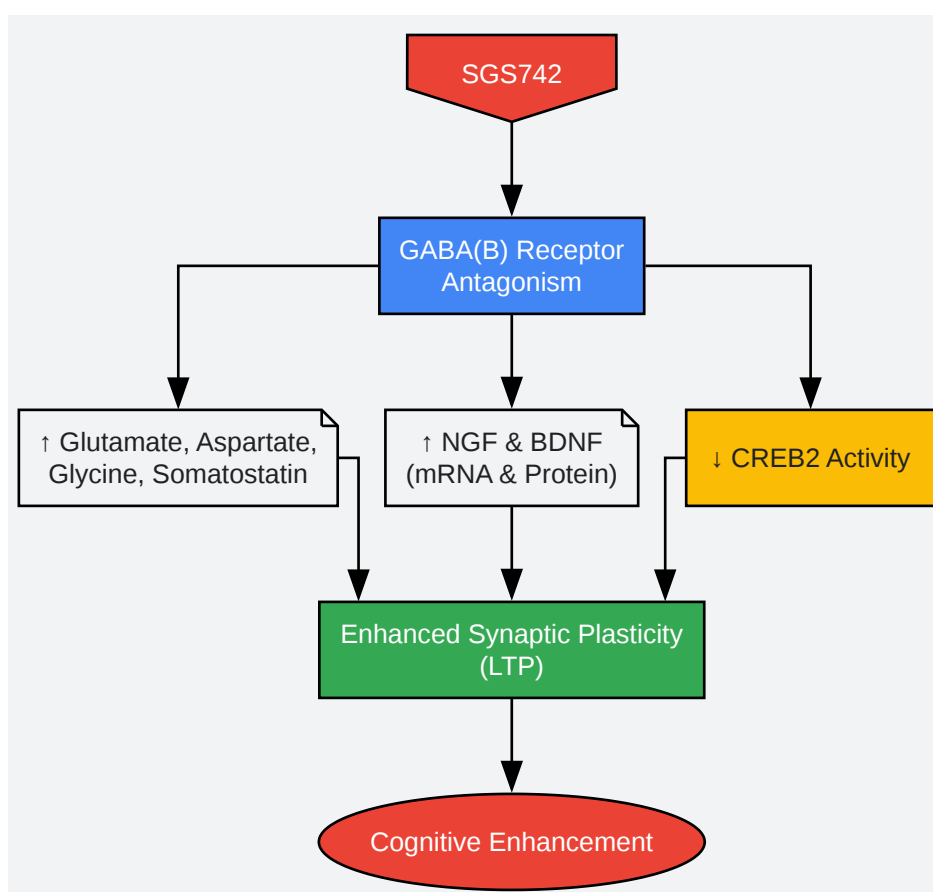 SGS742
GABA(B) Receptor
Antagonism
↑ Glutamate, Aspartate,
Glycine, Somatostatin
↑ NGF & BDNF
(mRNA & Protein)
↓ CREB2 Activity
Enhanced Synaptic Plasticity
(LTP)
Cognitive Enhancement